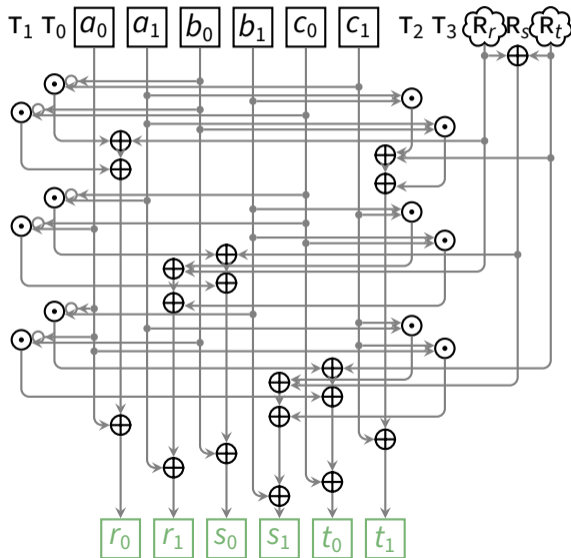 T₁ T₀ a₀ a₁ b₀ b₁ c₀ c₁ T₂ T₃ Rᵣ Rₛ Rₜ
r₀ r₁ s₀ s₁ t₀ t₁